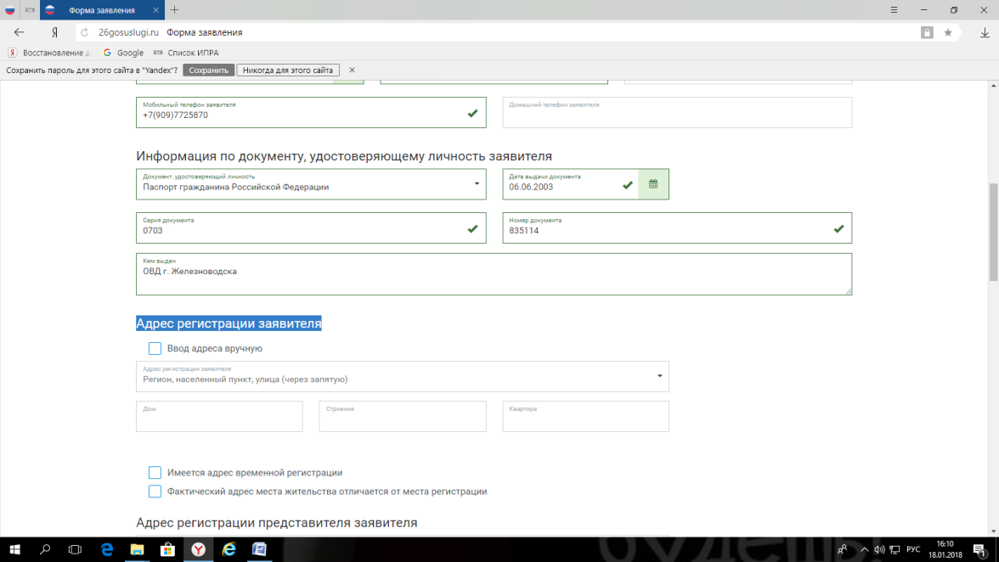 Форма заявления
26gosuslugi.ru Форма заявления
Восстановление д
Google
Список ИПРА
Сохранить пароль для этого сайта в "Yandex"? Сохранить Никогда для этого сайта
Мобильный телефон заявителя
+7(909)7725870
Домашний телефон заявителя
Информация по документу, удостоверяющему личность заявителя
Документ, удостоверяющий личность
Паспорт гражданина Российской Федерации
Дата выдачи документа
06.06.2003
Серия документа
0703
Номер документа
835114
Кем выдан
ОВД г. Железноводска
Адрес регистрации заявителя
Ввод адреса вручную
Адрес регистрации заявителя
Регион, населенный пункт, улица (через запятую)
Дом
Строение
Квартира
Имеется адрес временной регистрации
Фактический адрес места жительства отличается от места регистрации
Адрес регистрации представителя заявителя
РУС
16:10
18.01.2018